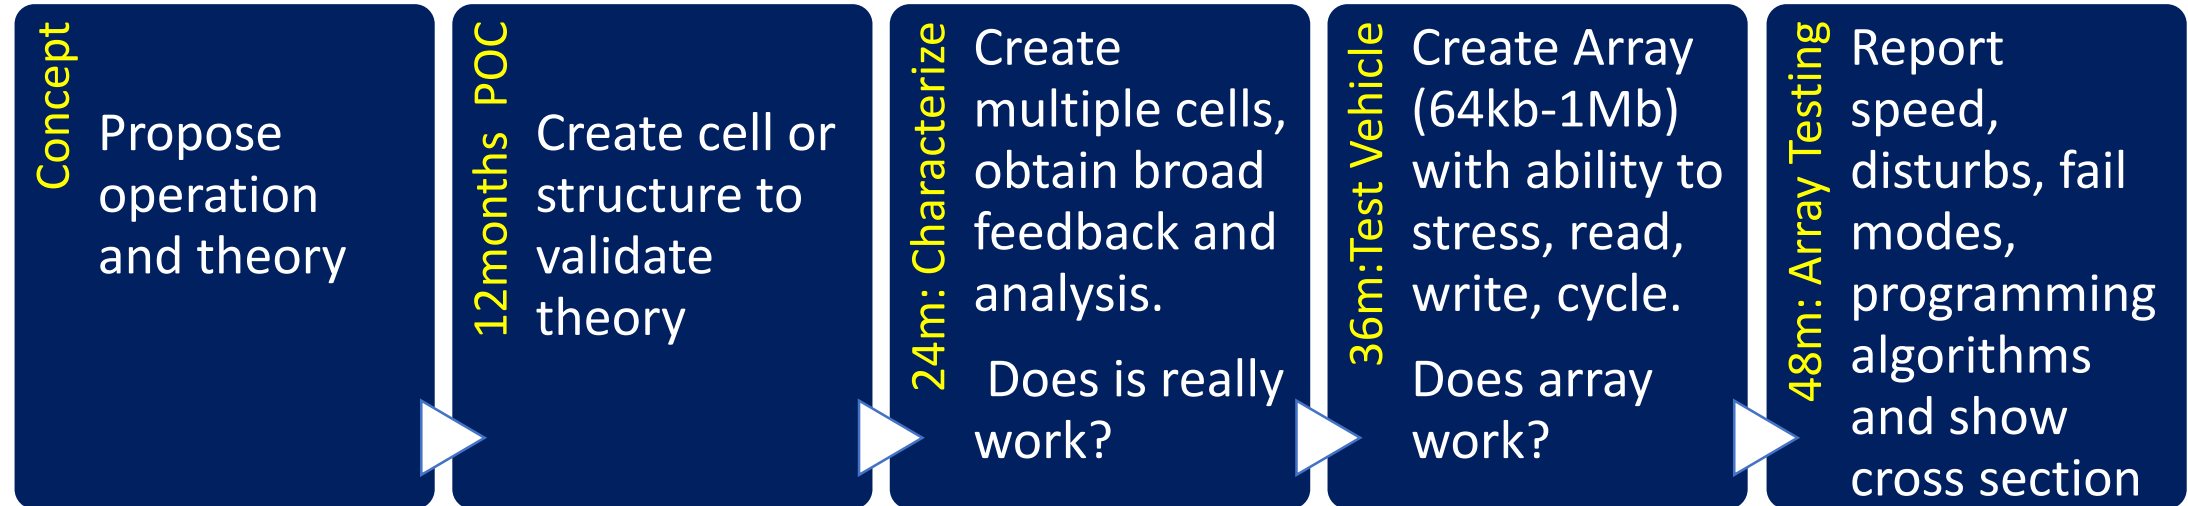 Concept
Propose
operation
and theory
12months POC
Create cell or
structure to
validate
theory
24m: Characterize
Create
multiple cells,
obtain broad
feedback and
analysis.
Does is really
work?
36m:Test Vehicle
Create Array
(64kb-1Mb)
with ability to
stress, read,
write, cycle.
Does array
work?
48m: Array Testing
Report
speed,
disturbs, fail
modes,
programming
algorithms
and show
cross section